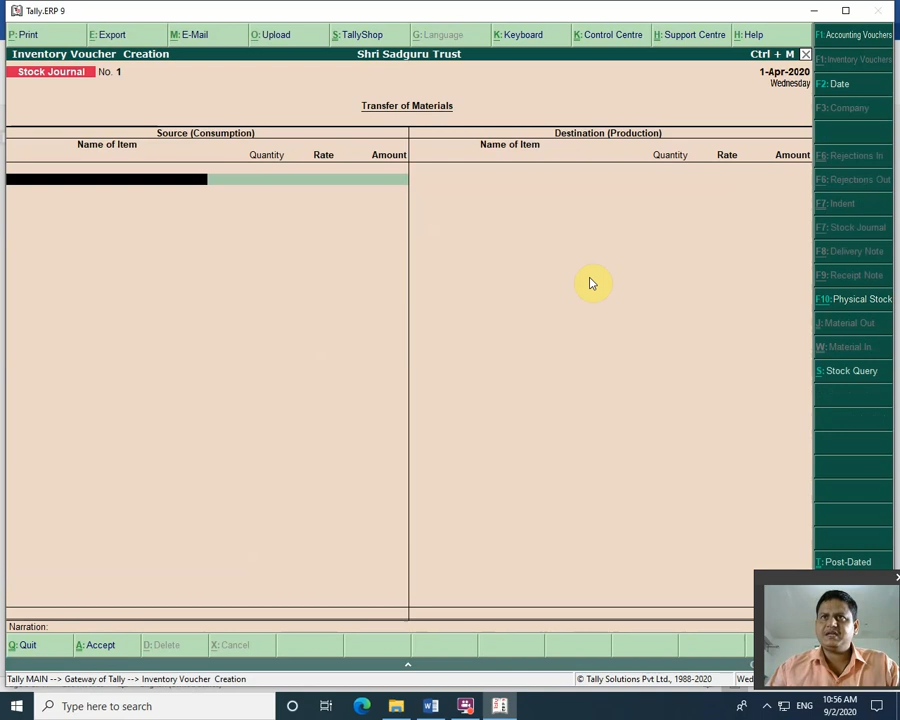 Tally.ERP 9
P: Print
E: Export
M: E-Mail
O: Upload
S: TallyShop
G: Language
K: Keyboard
K: Control Centre
H: Support Centre
H: Help
F1: Accounting Vouchers
Inventory Voucher Creation
Shri Sadguru Trust
Ctrl + M
F1: Inventory Vouchers
Stock Journal No. 1
1-Apr-2020
Wednesday
F2: Date
F3: Company
Transfer of Materials
Source (Consumption)
Destination (Production)
Name of Item
Quantity Rate Amount
Name of Item
Quantity Rate Amount
F6: Rejections In
F6: Rejections Out
F7: Indent
F7: Stock Journal
F8: Delivery Note
F9: Receipt Note
F10: Physical Stock
J: Material Out
W: Material In
S: Stock Query
T: Post-Dated
Narration:
Q: Quit
A: Accept
D: Delete
X: Cancel
Tally MAIN --> Gateway of Tally --> Inventory Voucher Creation
© Tally Solutions Pvt Ltd., 1988-2020
Wed
Type here to search
ENG
10:56 AM
9/2/2020